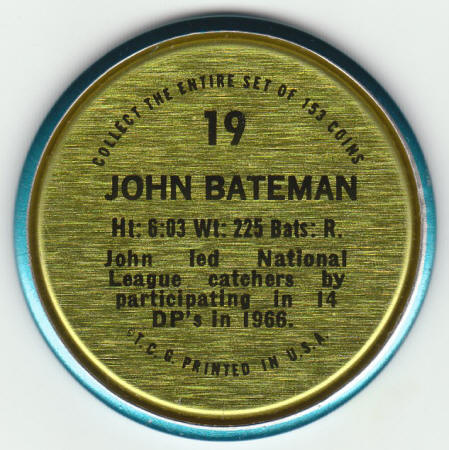 COLLECT THE ENTIRE SET OF 153 COINS
19
JOHN BATEMAN
Ht: 6:03 Wt: 225 Bats: R.
John led National
League catchers by
participating in 14
DP's in 1966.
©T.C.G. PRINTED IN U.S.A.